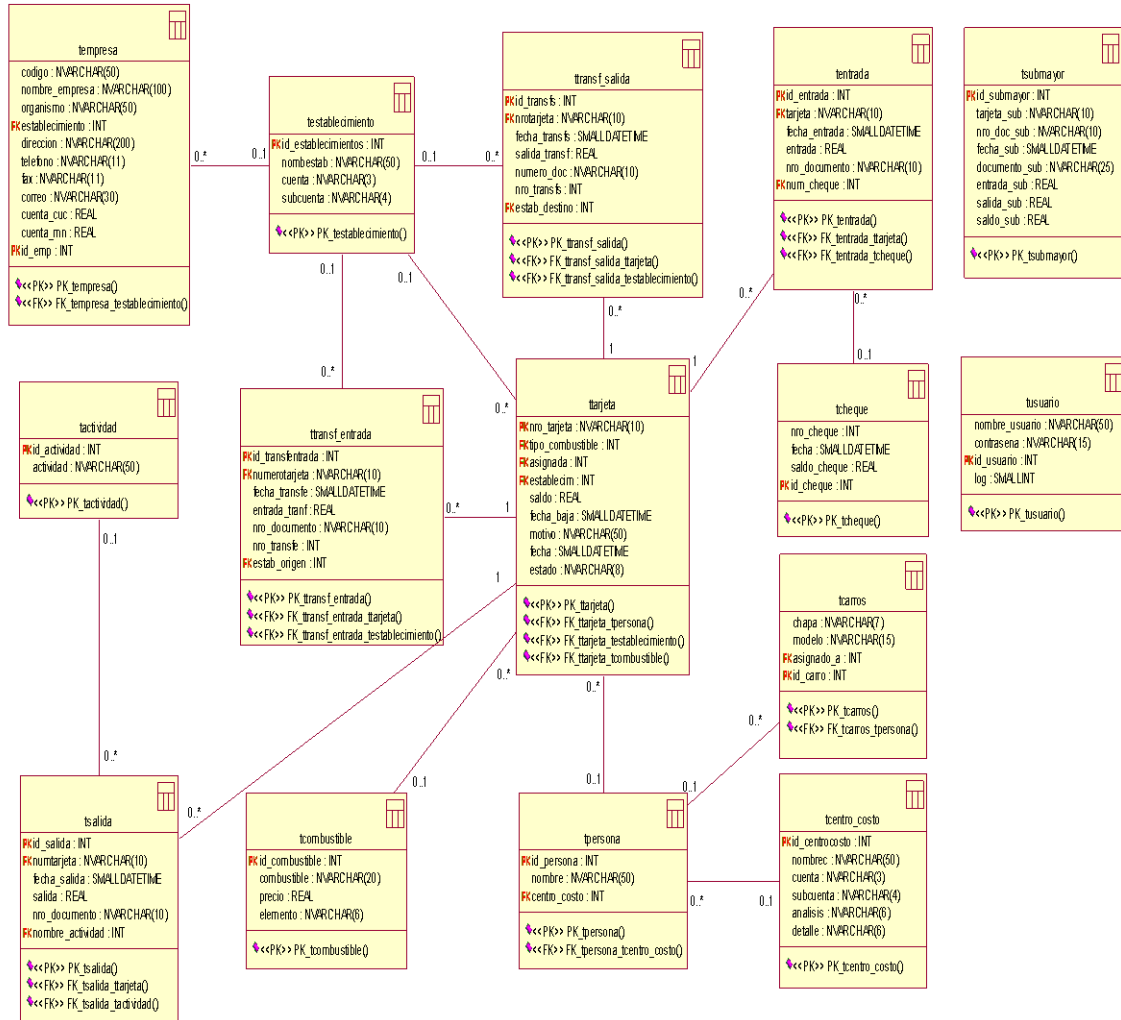 tempresa
codigo : NVARCHAR(50)
nombre_empresa : NVARCHAR(100)
organismo : NVARCHAR(50)
FK establecimiento : INT
direccion : NVARCHAR(200)
telefono : NVARCHAR(11)
fax : NVARCHAR(11)
correo : NVARCHAR(30)
cuenta_cuc : REAL
cuenta_mn : REAL
PK id_emp : INT
<<PK>> PK_tempresa()
<<FK>> FK_tempresa_testablecimiento()
0..*
0..1
testablecimiento
PK id_establecimientos : INT
nombestab : NVARCHAR(50)
cuenta : NVARCHAR(3)
subcuenta : NVARCHAR(4)
<<PK>> PK_testablecimiento()
0..1
0..*
0..1
0..1
ttransf_salida
PK id_transfs : INT
FK nrotarjeta : NVARCHAR(10)
fecha_transfs : SMALLDATETIME
salida_transf : REAL
numero_doc : NVARCHAR(10)
nro_transfs : INT
FK estab_destino : INT
<<PK>> PK_ttransf_salida()
<<FK>> FK_ttransf_salida_ttarjeta()
<<FK>> FK_ttransf_salida_testablecimiento()
0..*
1
tentrada
PK id_entrada : INT
FK tarjeta : NVARCHAR(10)
fecha_entrada : SMALLDATETIME
entrada : REAL
nro_documento : NVARCHAR(10)
FK num_cheque : INT
<<PK>> PK_tentrada()
<<FK>> FK_tentrada_ttarjeta()
<<FK>> FK_tentrada_tcheque()
0..*
1
0..*
0..1
tsubmayor
PK id_submayor : INT
tarjeta_sub : NVARCHAR(10)
nro_doc_sub : NVARCHAR(10)
fecha_sub : SMALLDATETIME
documento_sub : NVARCHAR(25)
entrada_sub : REAL
salida_sub : REAL
saldo_sub : REAL
<<PK>> PK_tsubmayor()
tactividad
PK id_actividad : INT
actividad : NVARCHAR(50)
<<PK>> PK_tactividad()
0..1
0..*
0..*
ttransf_entrada
PK id_transfentrada : INT
FK numerotarjeta : NVARCHAR(10)
fecha_transfe : SMALLDATETIME
entrada_tranf : REAL
nro_documento : NVARCHAR(10)
nro_transfe : INT
FK estab_origen : INT
<<PK>> PK_ttransf_entrada()
<<FK>> FK_ttransf_entrada_ttarjeta()
<<FK>> FK_ttransf_entrada_testablecimiento()
0..*
1
0..*
ttarjeta
PK nro_tarjeta : NVARCHAR(10)
FK tipo_combustible : INT
FK asignada : INT
FK establecim : INT
saldo : REAL
fecha_baja : SMALLDATETIME
motivo : NVARCHAR(50)
fecha : SMALLDATETIME
estado : NVARCHAR(8)
<<PK>> PK_ttarjeta()
<<FK>> FK_ttarjeta_tpersona()
<<FK>> FK_ttarjeta_testablecimiento()
<<FK>> FK_ttarjeta_tcombustible()
1
0..*
0..*
0..1
tcheque
nro_cheque : INT
fecha : SMALLDATETIME
saldo_cheque : REAL
PK id_cheque : INT
<<PK>> PK_tcheque()
tusuario
nombre_usuario : NVARCHAR(50)
contrasena : NVARCHAR(15)
PK id_usuario : INT
log : SMALLINT
<<PK>> PK_tusuario()
tcarros
chapa : NVARCHAR(7)
modelo : NVARCHAR(15)
FK asignado_a : INT
PK id_carro : INT
<<PK>> PK_tcarros()
<<FK>> FK_tcarros_tpersona()
0..*
0..1
tsalida
PK id_salida : INT
FK numtarjeta : NVARCHAR(10)
fecha_salida : SMALLDATETIME
salida : REAL
nro_documento : NVARCHAR(10)
FK nombre_actividad : INT
<<PK>> PK_tsalida()
<<FK>> FK_tsalida_ttarjeta()
<<FK>> FK_tsalida_tactividad()
0..*
0..1
tcombustible
PK id_combustible : INT
combustible : NVARCHAR(20)
precio : REAL
elemento : NVARCHAR(6)
<<PK>> PK_tcombustible()
tpersona
PK id_persona : INT
nombre : NVARCHAR(50)
FK centro_costo : INT
<<PK>> PK_tpersona()
<<FK>> FK_tpersona_tcentro_costo()
0..*
0..1
tcentro_costo
PK id_centrocosto : INT
nombrec : NVARCHAR(50)
cuenta : NVARCHAR(3)
subcuenta : NVARCHAR(4)
analisis : NVARCHAR(6)
detalle : NVARCHAR(6)
<<PK>> PK_tcentro_costo()